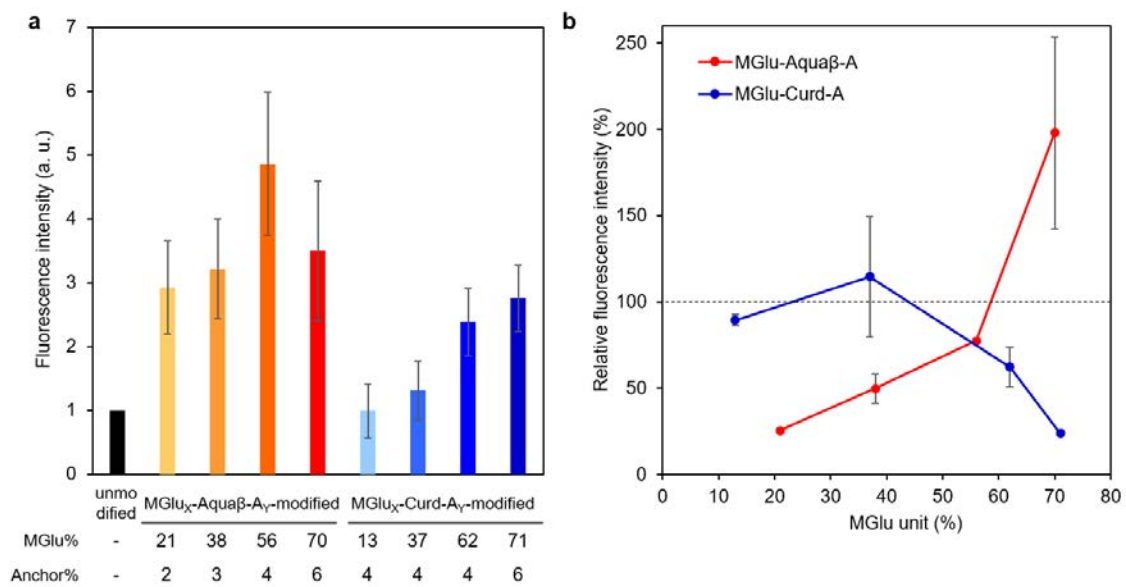 a
7
6
5
4
3
2
1
0
Fluorescence intensity (a. u.)
unmo
dified
MGluX-Aquaβ-AY-modified
MGluX-Curd-AY-modified
MGlu% - 21 38 56 70 13 37 62 71
Anchor% - 2 3 4 6 4 4 4 6
b
250
200
150
100
50
0
Relative fluorescence intensity (%)
MGlu-Aquaβ-A
MGlu-Curd-A
0 10 20 30 40 50 60 70 80
MGlu unit (%)